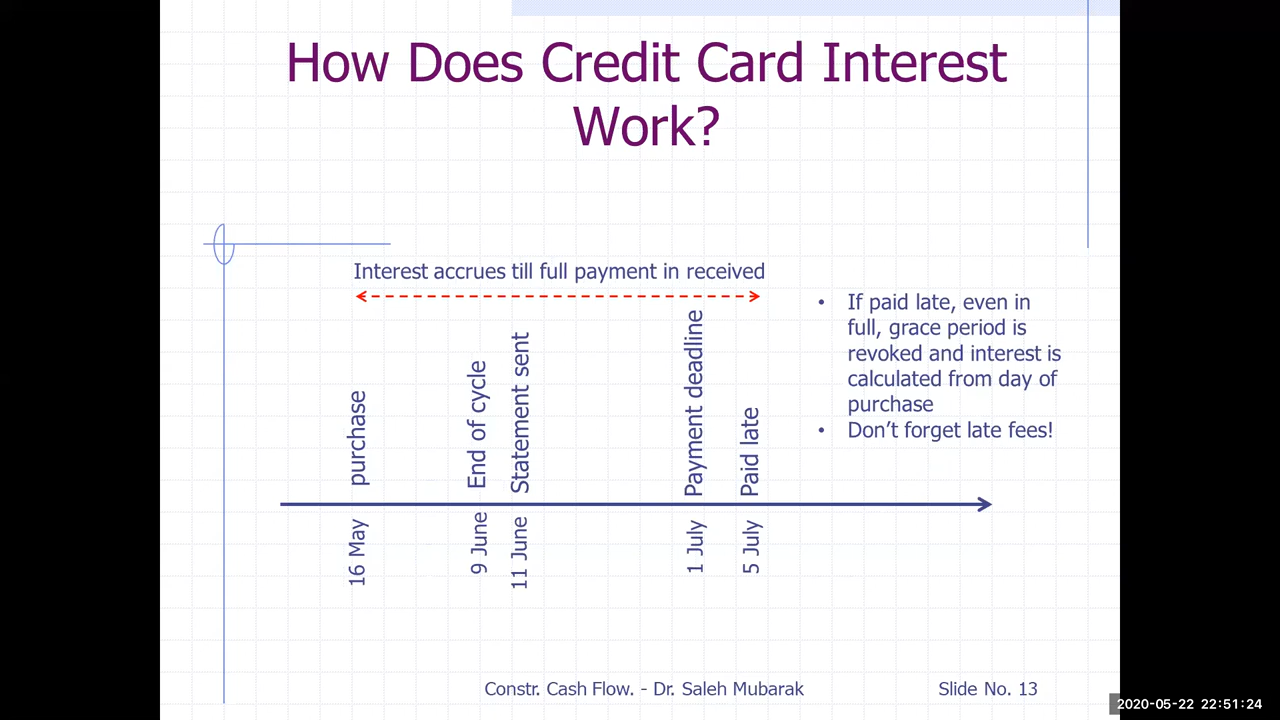 How Does Credit Card Interest
Work?
Interest accrues till full payment in received
• If paid late, even in
full, grace period is
revoked and interest is
calculated from day of
purchase
• Don’t forget late fees!
purchase
End of cycle
Statement sent
Payment deadline
Paid late
16 May
9 June
11 June
1 July
5 July
Constr. Cash Flow. - Dr. Saleh Mubarak
Slide No. 13
2020-05-22 22:51:24